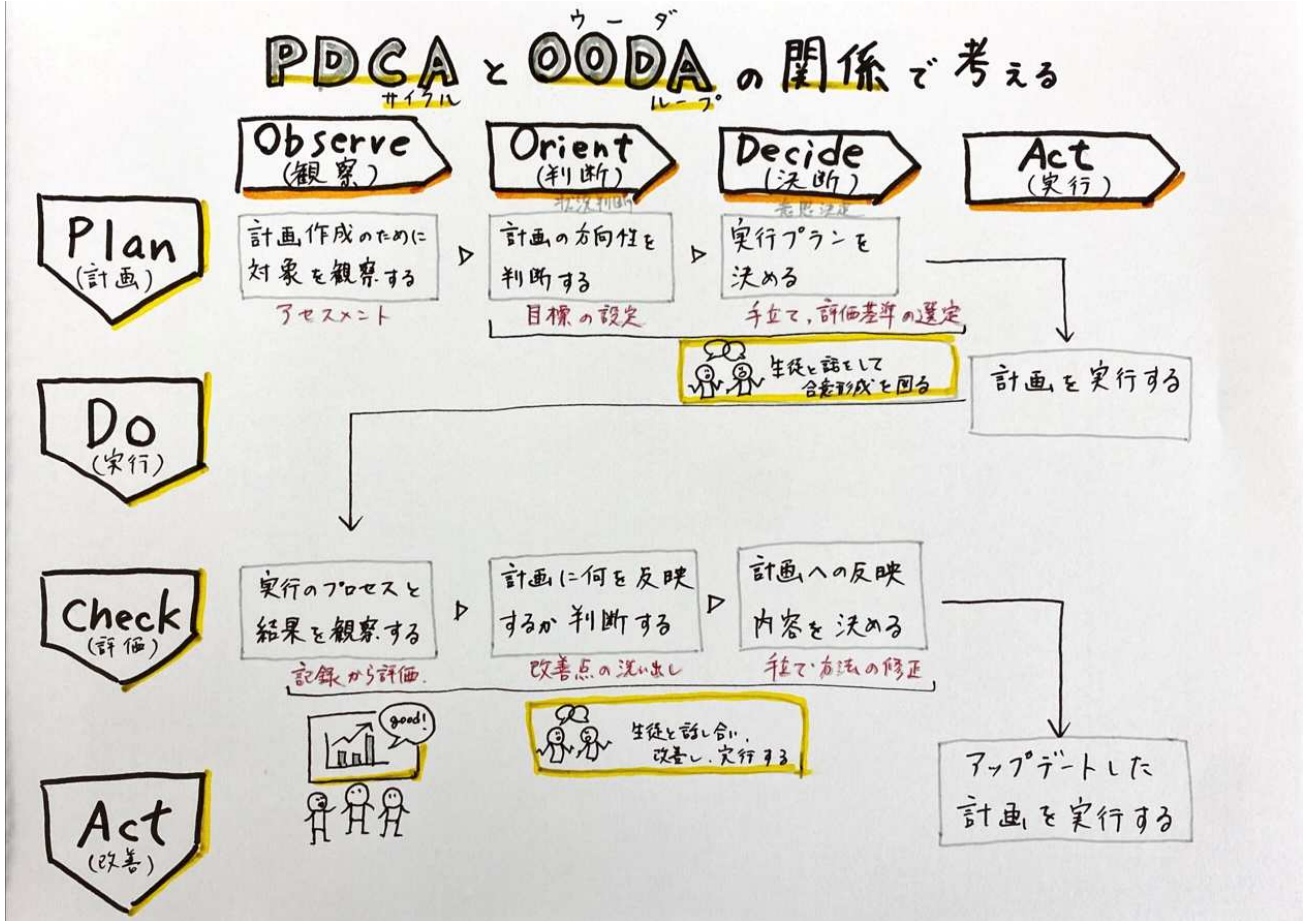 ウーダ
PDCA と OODA の関係で考える
サイクル ループ
Observe
(観察)
Orient
(判断)
状況判断
Decide
(決断)
意思決定
Act
(実行)
Plan
(計画)
計画作成のために
対象を観察する
アセスメント
計画の方向性を
判断する
目標の設定
実行プランを
決める
手立て,評価基準の選定
生徒と話をして
合意形成を図る
計画を実行する
Do
(実行)
Check
(評価)
実行のプロセスと
結果を観察する
記録から評価.
計画に何を反映
するか判断する
改善点の洗い出し
計画への反映
内容を決める
手立て・方法の修正
good!
生徒と話し合い、
改善し、実行する
アップデートした
計画を実行する
Act
(改善)